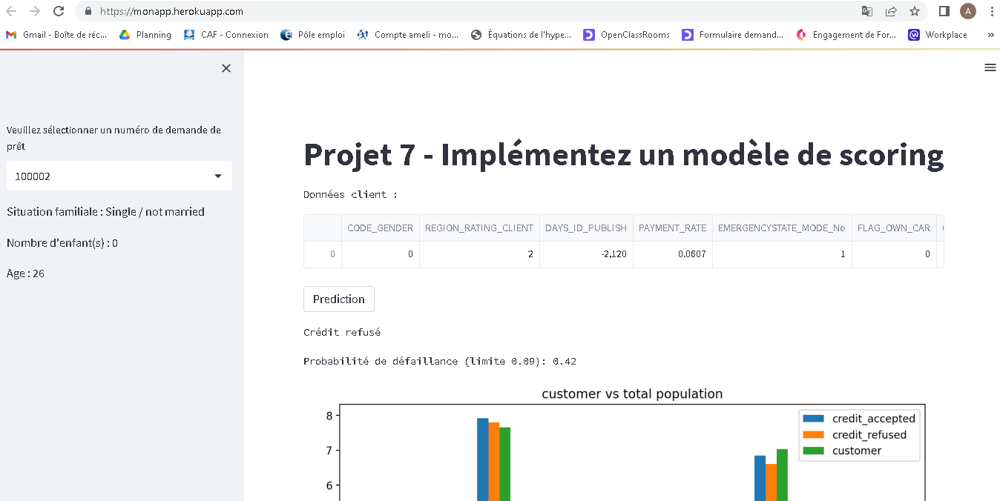 https://monapp.herokuapp.com
A
Gmail - Boîte de réc...
Planning
CAF - Connexion
Pôle emploi
Compte ameli - mo...
Équations de l'hype...
OpenClassRooms
Formulaire demand...
Engagement de For...
Workplace
»
Veuillez sélectionner un numéro de demande de
prêt
100002
Situation familiale : Single / not married
Nombre d'enfant(s) : 0
Age : 26
Projet 7 - Implémentez un modèle de scoring
Données client :
CODE_GENDER REGION_RATING_CLIENT DAYS_ID_PUBLISH PAYMENT_RATE EMERGENCYSTATE_MODE_No FLAG_OWN_CAR
0 0 2 -2,120 0.0607 1 0
Prediction
Crédit refusé
Probabilité de défaillance (limite 0.09): 0.42
customer vs total population
8
7
6
credit_accepted
credit_refused
customer